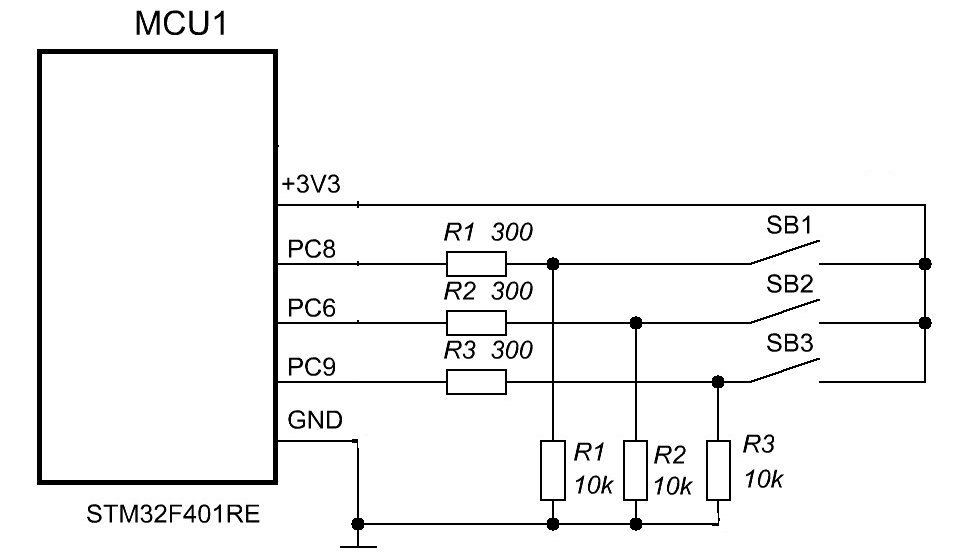 MCU1
+3V3
SB1
R1 300
PC8
SB2
R2 300
PC6
SB3
R3 300
PC9
GND
R1
10k
R2
10k
R3
10k
STM32F401RE